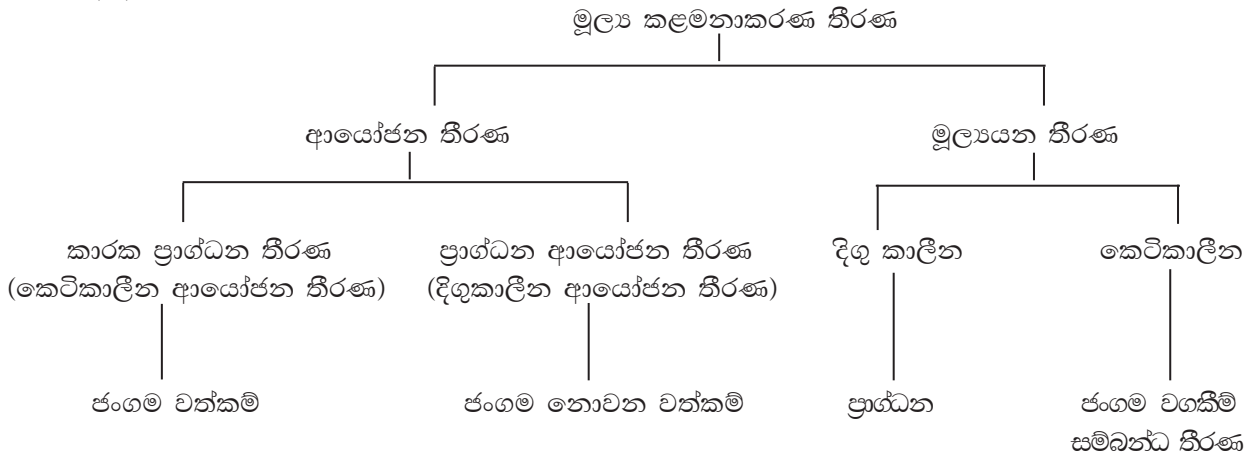 මූල්‍ය කළමනාකරණ තීරණ
ආයෝජන තීරණ
මූල්‍යයන තීරණ
කාරක ප්‍රාග්ධන තීරණ
(කෙටිකාලීන ආයෝජන තීරණ)
ප්‍රාග්ධන ආයෝජන තීරණ
(දිගුකාලීන ආයෝජන තීරණ)
දිගු කාලීන
කෙටිකාලීන
ජංගම වත්කම්
ජංගම නොවන වත්කම්
ප්‍රාග්ධන
ජංගම වගකීම්
සම්බන්ධ තීරණ